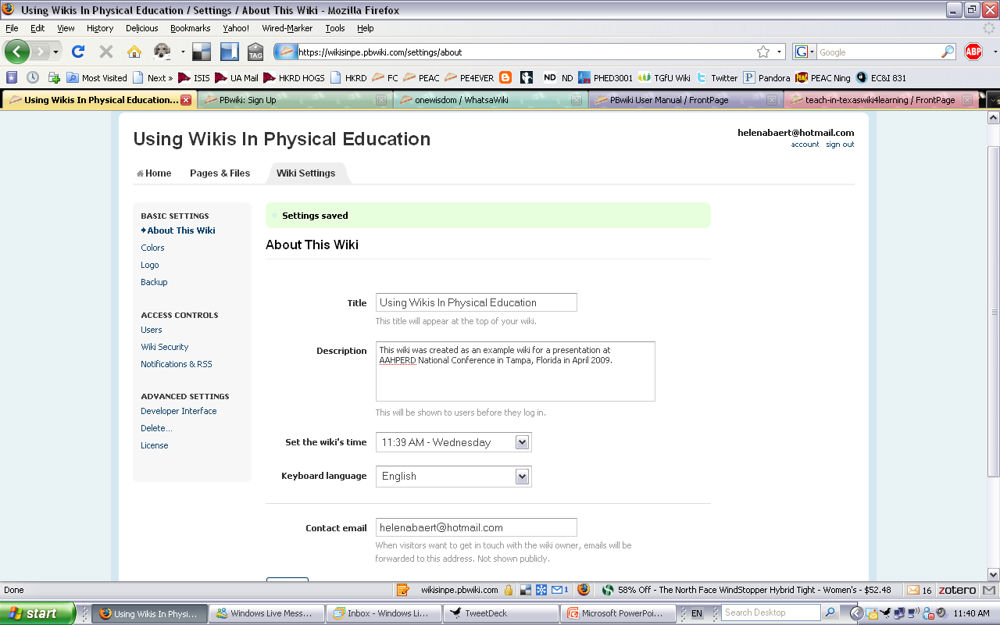 Using Wikis In Physical Education / Settings / About This Wiki - Mozilla Firefox
File Edit View History Delicious Bookmarks Yahoo! Wired-Marker Tools Help
TAG https://wikisinpe.pbwiki.com/settings/about G Google ABP
Most Visited Next » ISIS UA Mail HKRD HOGS HKRD FC PEAC PE4EVER ND ND PHED3001 TGfU Wiki Twitter Pandora PEAC Ning EC&I 831
Using Wikis In Physical Education... PBwiki: Sign Up onewisdom / WhatsaWiki PBwiki User Manual / FrontPage teach-in-texaswiki4learning / FrontPage
Using Wikis In Physical Education
helenabaert@hotmail.com
account sign out
Home Pages & Files Wiki Settings
BASIC SETTINGS
About This Wiki
Colors
Logo
Backup
ACCESS CONTROLS
Users
Wiki Security
Notifications & RSS
ADVANCED SETTINGS
Developer Interface
Delete...
License
Settings saved
About This Wiki
Title Using Wikis In Physical Education
This title will appear at the top of your wiki.
Description This wiki was created as an example wiki for a presentation at
AAHPERD National Conference in Tampa, Florida in April 2009.
This will be shown to users before they log in.
Set the wiki's time 11:39 AM - Wednesday
Keyboard language English
Contact email helenabaert@hotmail.com
When visitors want to get in touch with the wiki owner, emails will be
forwarded to this address. Not shown publicly.
Done wikisinpe.pbwiki.com 1 58% Off - The North Face WindStopper Hybrid Tight - Women's - $52.48 16 zotero
start Using Wikis In Physi... Windows Live Mess... Inbox - Windows Li... TweetDeck Microsoft PowerPoi... EN Search Desktop 11:40 AM